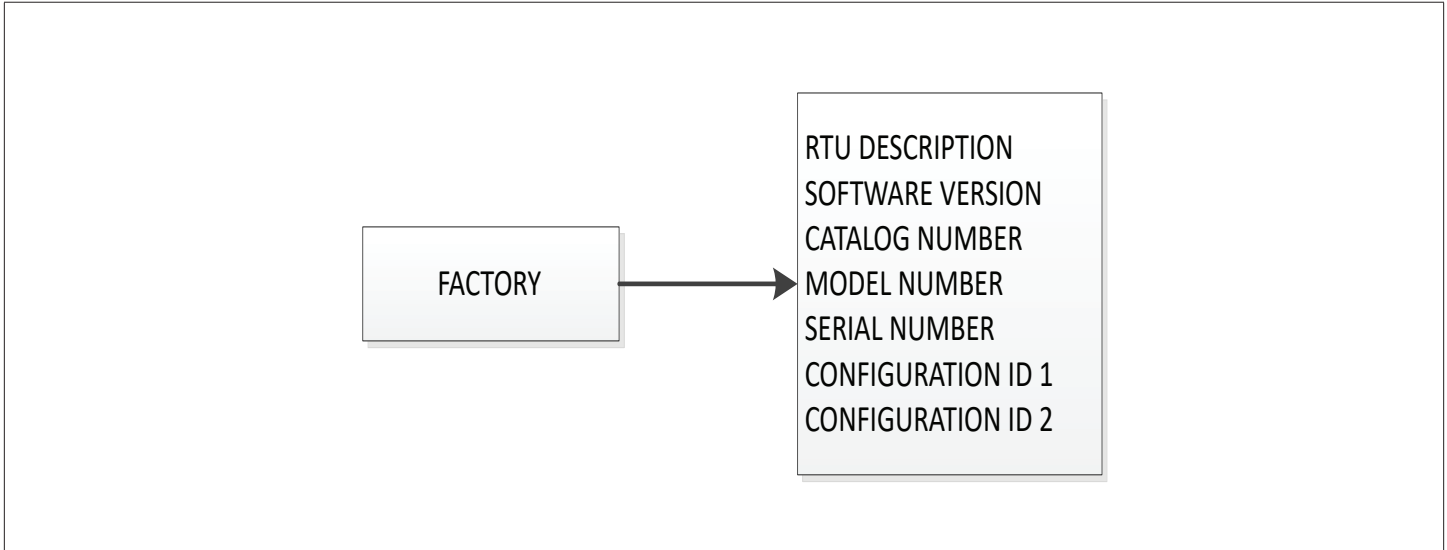 FACTORY
RTU DESCRIPTION
SOFTWARE VERSION
CATALOG NUMBER
MODEL NUMBER
SERIAL NUMBER
CONFIGURATION ID 1
CONFIGURATION ID 2